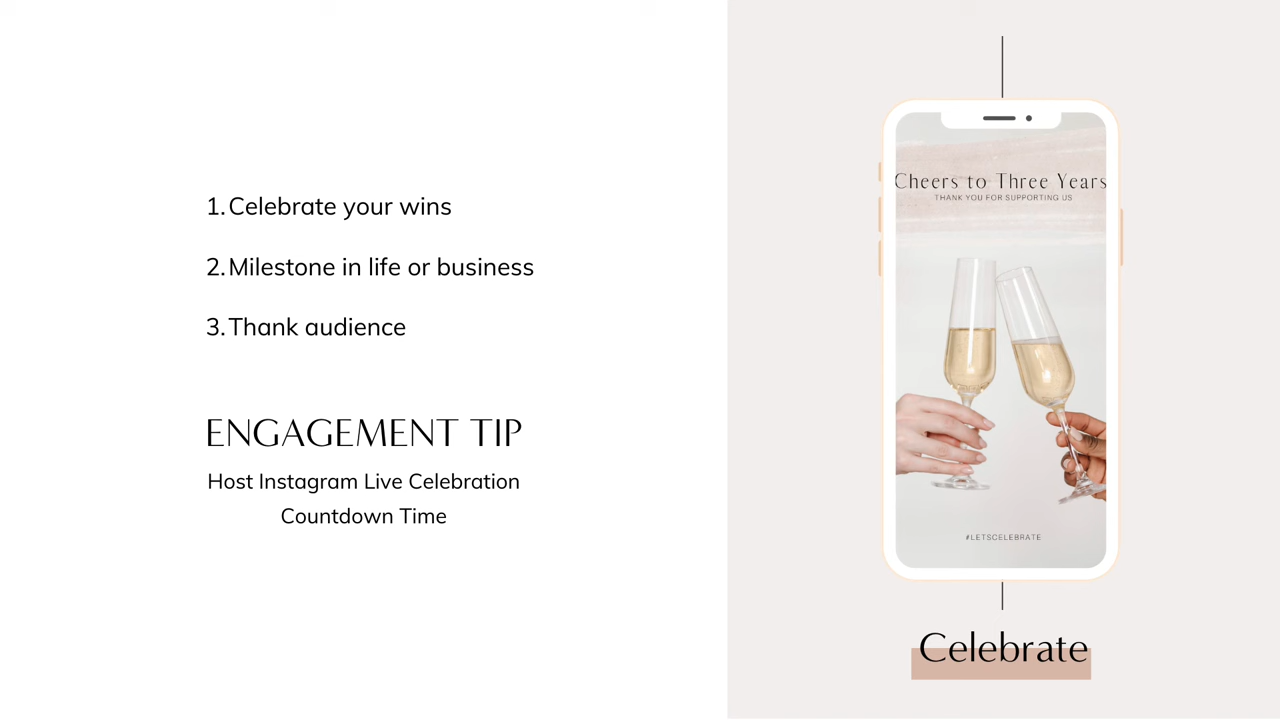 1. Celebrate your wins
2. Milestone in life or business
3. Thank audience
ENGAGEMENT TIP
Host Instagram Live Celebration
Countdown Time
Cheers to Three Years
THANK YOU FOR SUPPORTING US
#LETSCELEBRATE
Celebrate